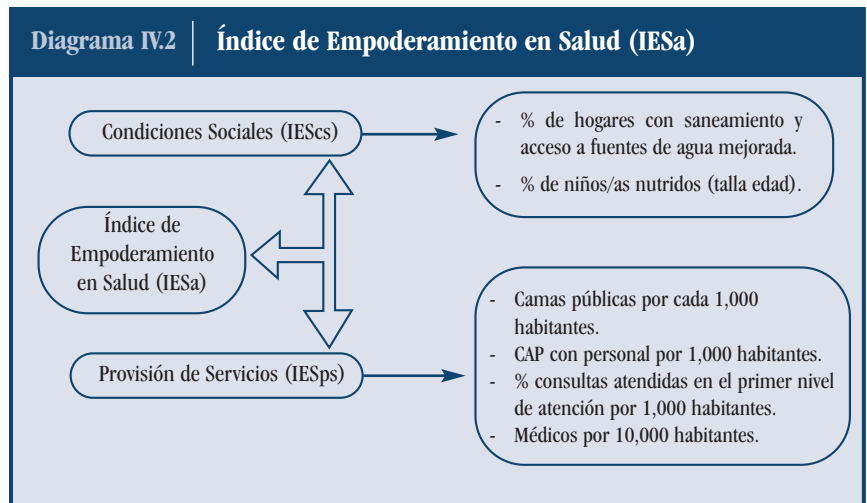 Diagrama IV.2
Índice de Empoderamiento en Salud (IESa)
Condiciones Sociales (IEScs)
- % de hogares con saneamiento y
acceso a fuentes de agua mejorada.
- % de niños/as nutridos (talla edad).
Índice de
Empoderamiento
en Salud (IESa)
Provisión de Servicios (IESps)
- Camas públicas por cada 1,000
habitantes.
- CAP con personal por 1,000 habitantes.
- % consultas atendidas en el primer nivel
de atención por 1,000 habitantes.
- Médicos por 10,000 habitantes.